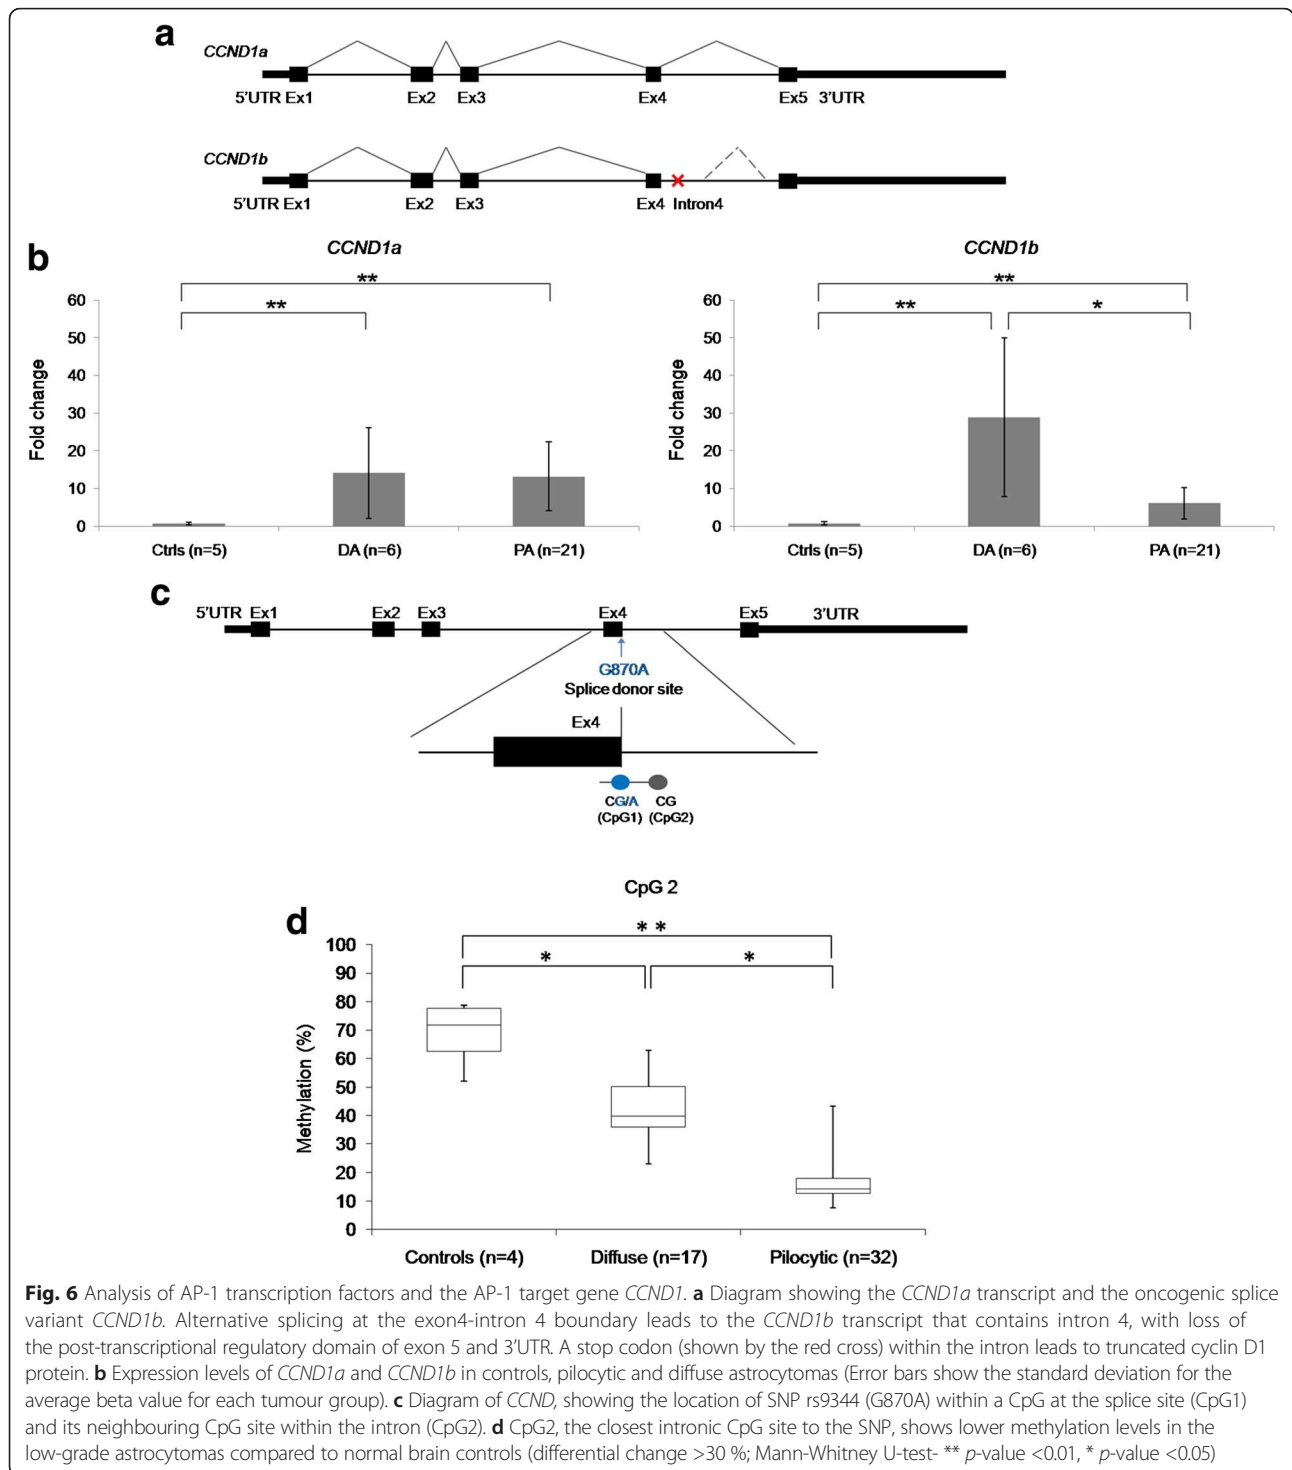 a
CCND1a
5'UTR Ex1 Ex2 Ex3 Ex4 Ex5 3'UTR
CCND1b
5'UTR Ex1 Ex2 Ex3 Ex4 Intron4
b
CCND1a
**
**
60
50
40
30
20
10
0
Fold change
Ctrls (n=5) DA (n=6) PA (n=21)
CCND1b
**
** *
60
50
40
30
20
10
0
Fold change
Ctrls (n=5) DA (n=6) PA (n=21)
c
5'UTR Ex1 Ex2 Ex3 Ex4 Ex5 3'UTR
G870A
Splice donor site
Ex4
CG/A CG
(CpG1) (CpG2)
CpG 2
d
* *
* *
100
90
80
70
60
50
40
30
20
10
0
Methylation (%)
Controls (n=4) Diffuse (n=17) Pilocytic (n=32)
Fig. 6 Analysis of AP-1 transcription factors and the AP-1 target gene CCND1. a Diagram showing the CCND1a transcript and the oncogenic splice
variant CCND1b. Alternative splicing at the exon4-intron 4 boundary leads to the CCND1b transcript that contains intron 4, with loss of
the post-transcriptional regulatory domain of exon 5 and 3'UTR. A stop codon (shown by the red cross) within the intron leads to truncated cyclin D1
protein. b Expression levels of CCND1a and CCND1b in controls, pilocytic and diffuse astrocytomas (Error bars show the standard deviation for the
average beta value for each tumour group). c Diagram of CCND, showing the location of SNP rs9344 (G870A) within a CpG at the splice site (CpG1)
and its neighbouring CpG site within the intron (CpG2). d CpG2, the closest intronic CpG site to the SNP, shows lower methylation levels in the
low-grade astrocytomas compared to normal brain controls (differential change >30 %; Mann-Whitney U-test- ** p-value <0.01, * p-value <0.05)